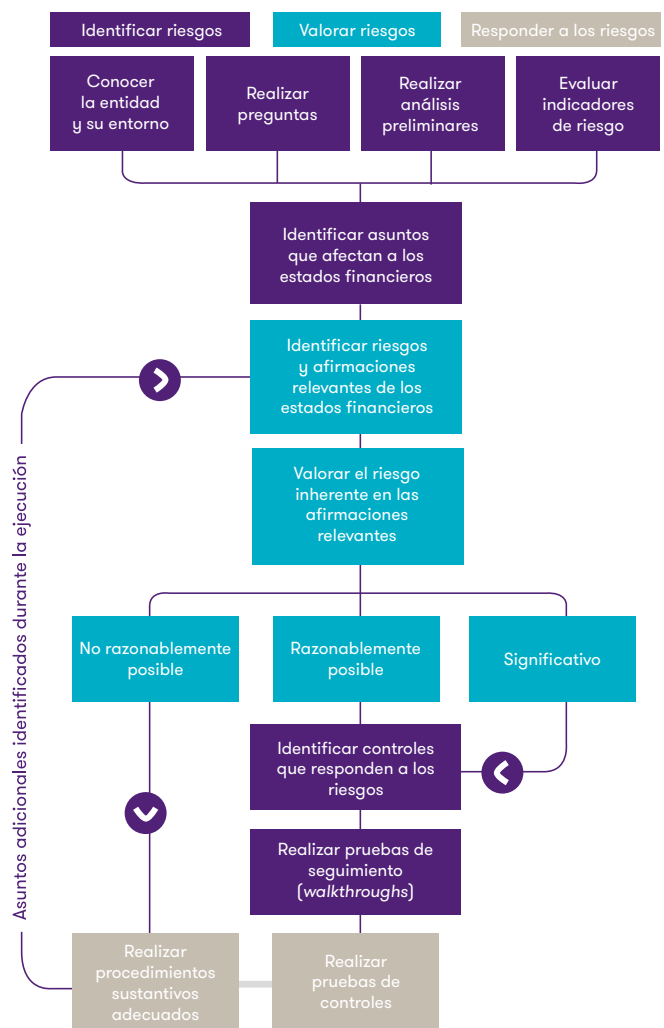 Identificar riesgos
Valorar riesgos
Responder a los riesgos
Conocer
la entidad
y su entorno
Realizar
preguntas
Realizar
análisis
preliminares
Evaluar
indicadores
de riesgo
Identificar asuntos
que afectan a los
estados financieros
Identificar riesgos
y afirmaciones
relevantes de los
estados financieros
Valorar el riesgo
inherente en las
afirmaciones
relevantes
No razonablemente
posible
Razonablemente
posible
Significativo
Identificar controles
que responden a los
riesgos
Realizar pruebas de
seguimiento
(walkthroughs)
Realizar
procedimientos
sustantivos
adecuados
Realizar
pruebas de
controles
Asuntos adicionales identificados durante la ejecución